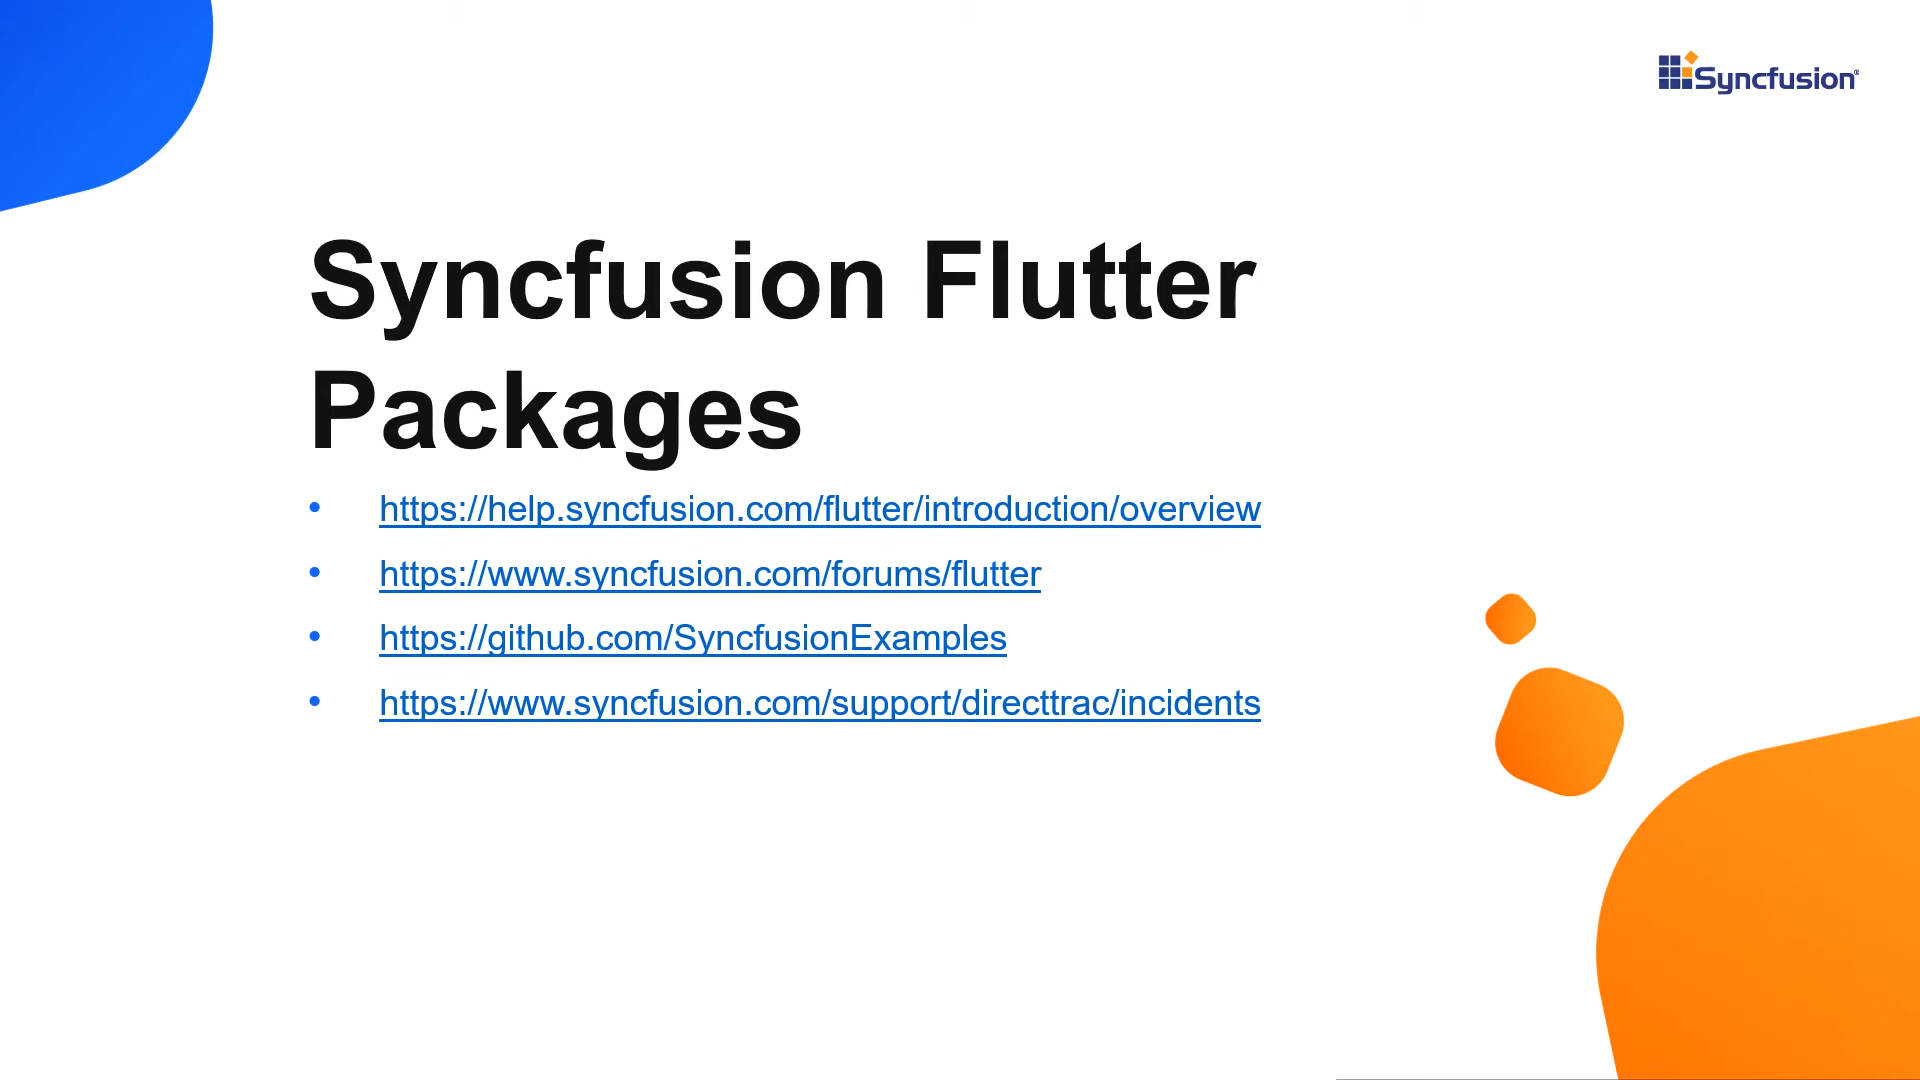 Syncfusion®
Syncfusion Flutter
Packages
• https://help.syncfusion.com/flutter/introduction/overview
• https://www.syncfusion.com/forums/flutter
• https://github.com/SyncfusionExamples
• https://www.syncfusion.com/support/directtrac/incidents